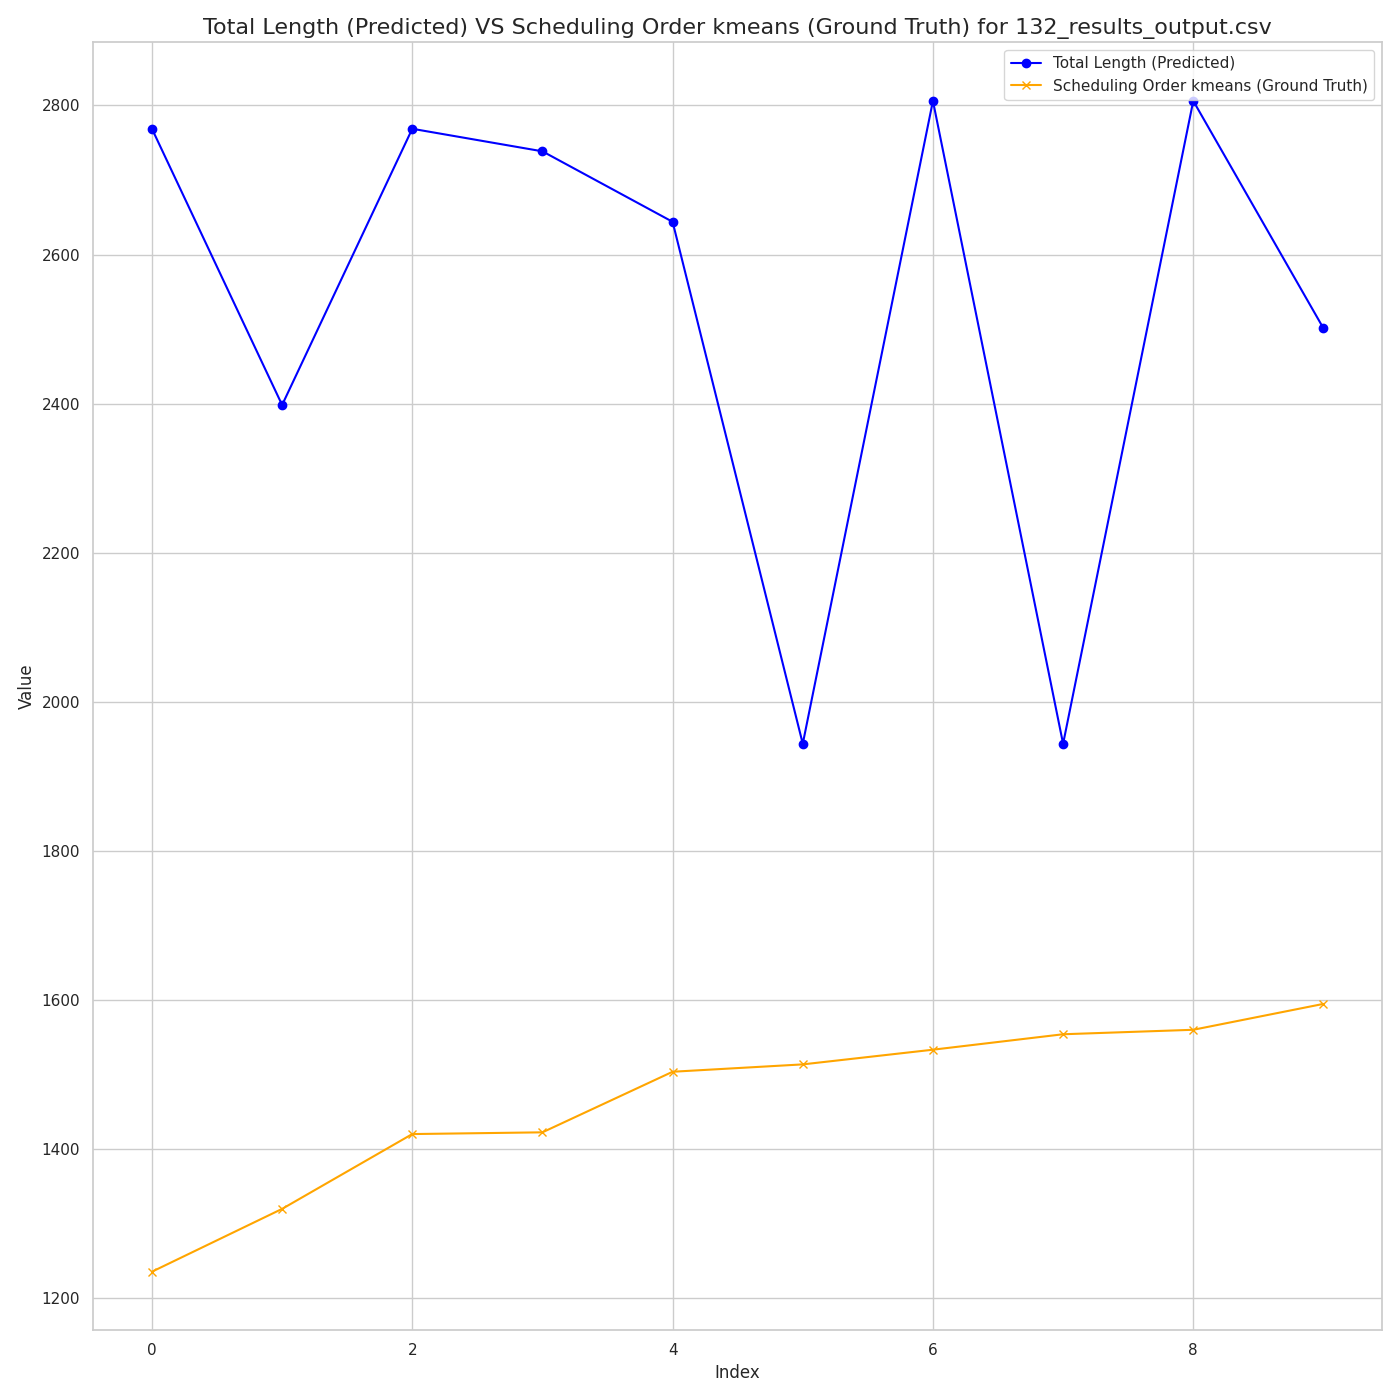 Total Length (Predicted) VS Scheduling Order kmeans (Ground Truth) for 132_results_output.csv
Total Length (Predicted)
Scheduling Order kmeans (Ground Truth)
2800
2600
2400
2200
2000
1800
1600
1400
1200
Value
0 2 4 6 8
Index